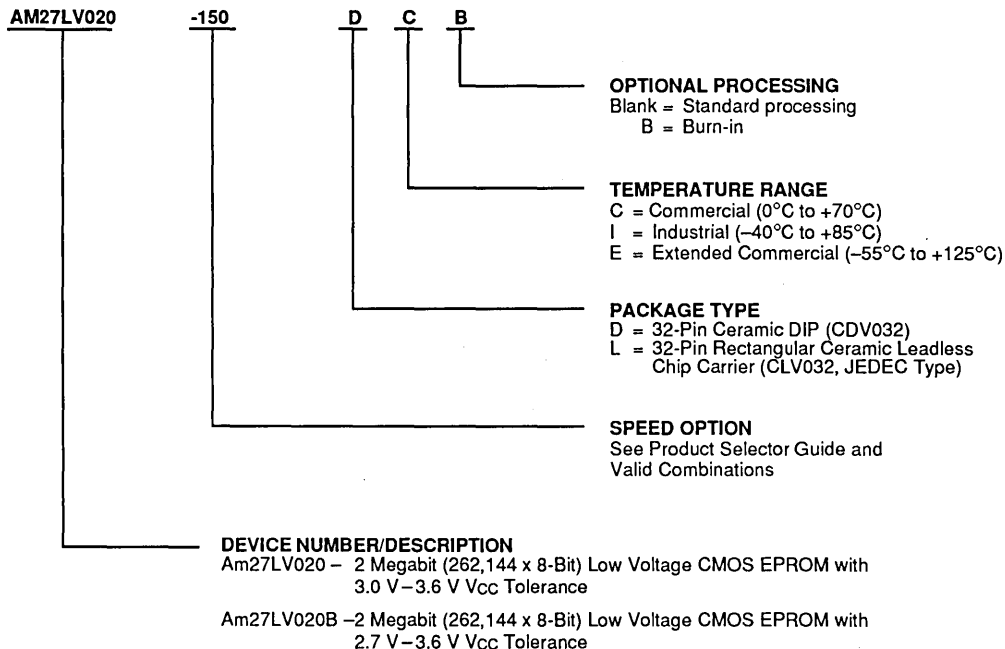 AM27LV020 -150 D C B
OPTIONAL PROCESSING
Blank = Standard processing
B = Burn-in
TEMPERATURE RANGE
C = Commercial (0°C to +70°C)
I = Industrial (–40°C to +85°C)
E = Extended Commercial (–55°C to +125°C)
PACKAGE TYPE
D = 32-Pin Ceramic DIP (CDV032)
L = 32-Pin Rectangular Ceramic Leadless
Chip Carrier (CLV032, JEDEC Type)
SPEED OPTION
See Product Selector Guide and
Valid Combinations
DEVICE NUMBER/DESCRIPTION
Am27LV020 – 2 Megabit (262,144 x 8-Bit) Low Voltage CMOS EPROM with
3.0 V–3.6 V VCC Tolerance
Am27LV020B –2 Megabit (262,144 x 8-Bit) Low Voltage CMOS EPROM with
2.7 V–3.6 V VCC Tolerance